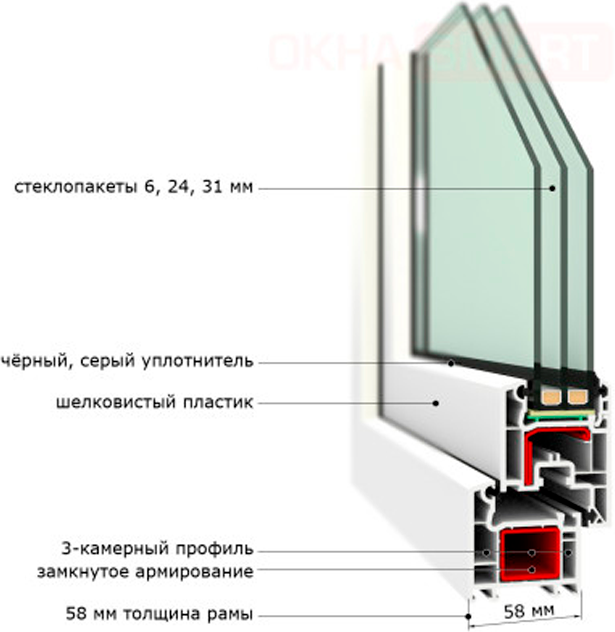 ОКНА SMART
стеклопакеты 6, 24, 31 мм
чёрный, серый уплотнитель
шелковистый пластик
3-камерный профиль
замкнутое армирование
58 мм толщина рамы
58 мм